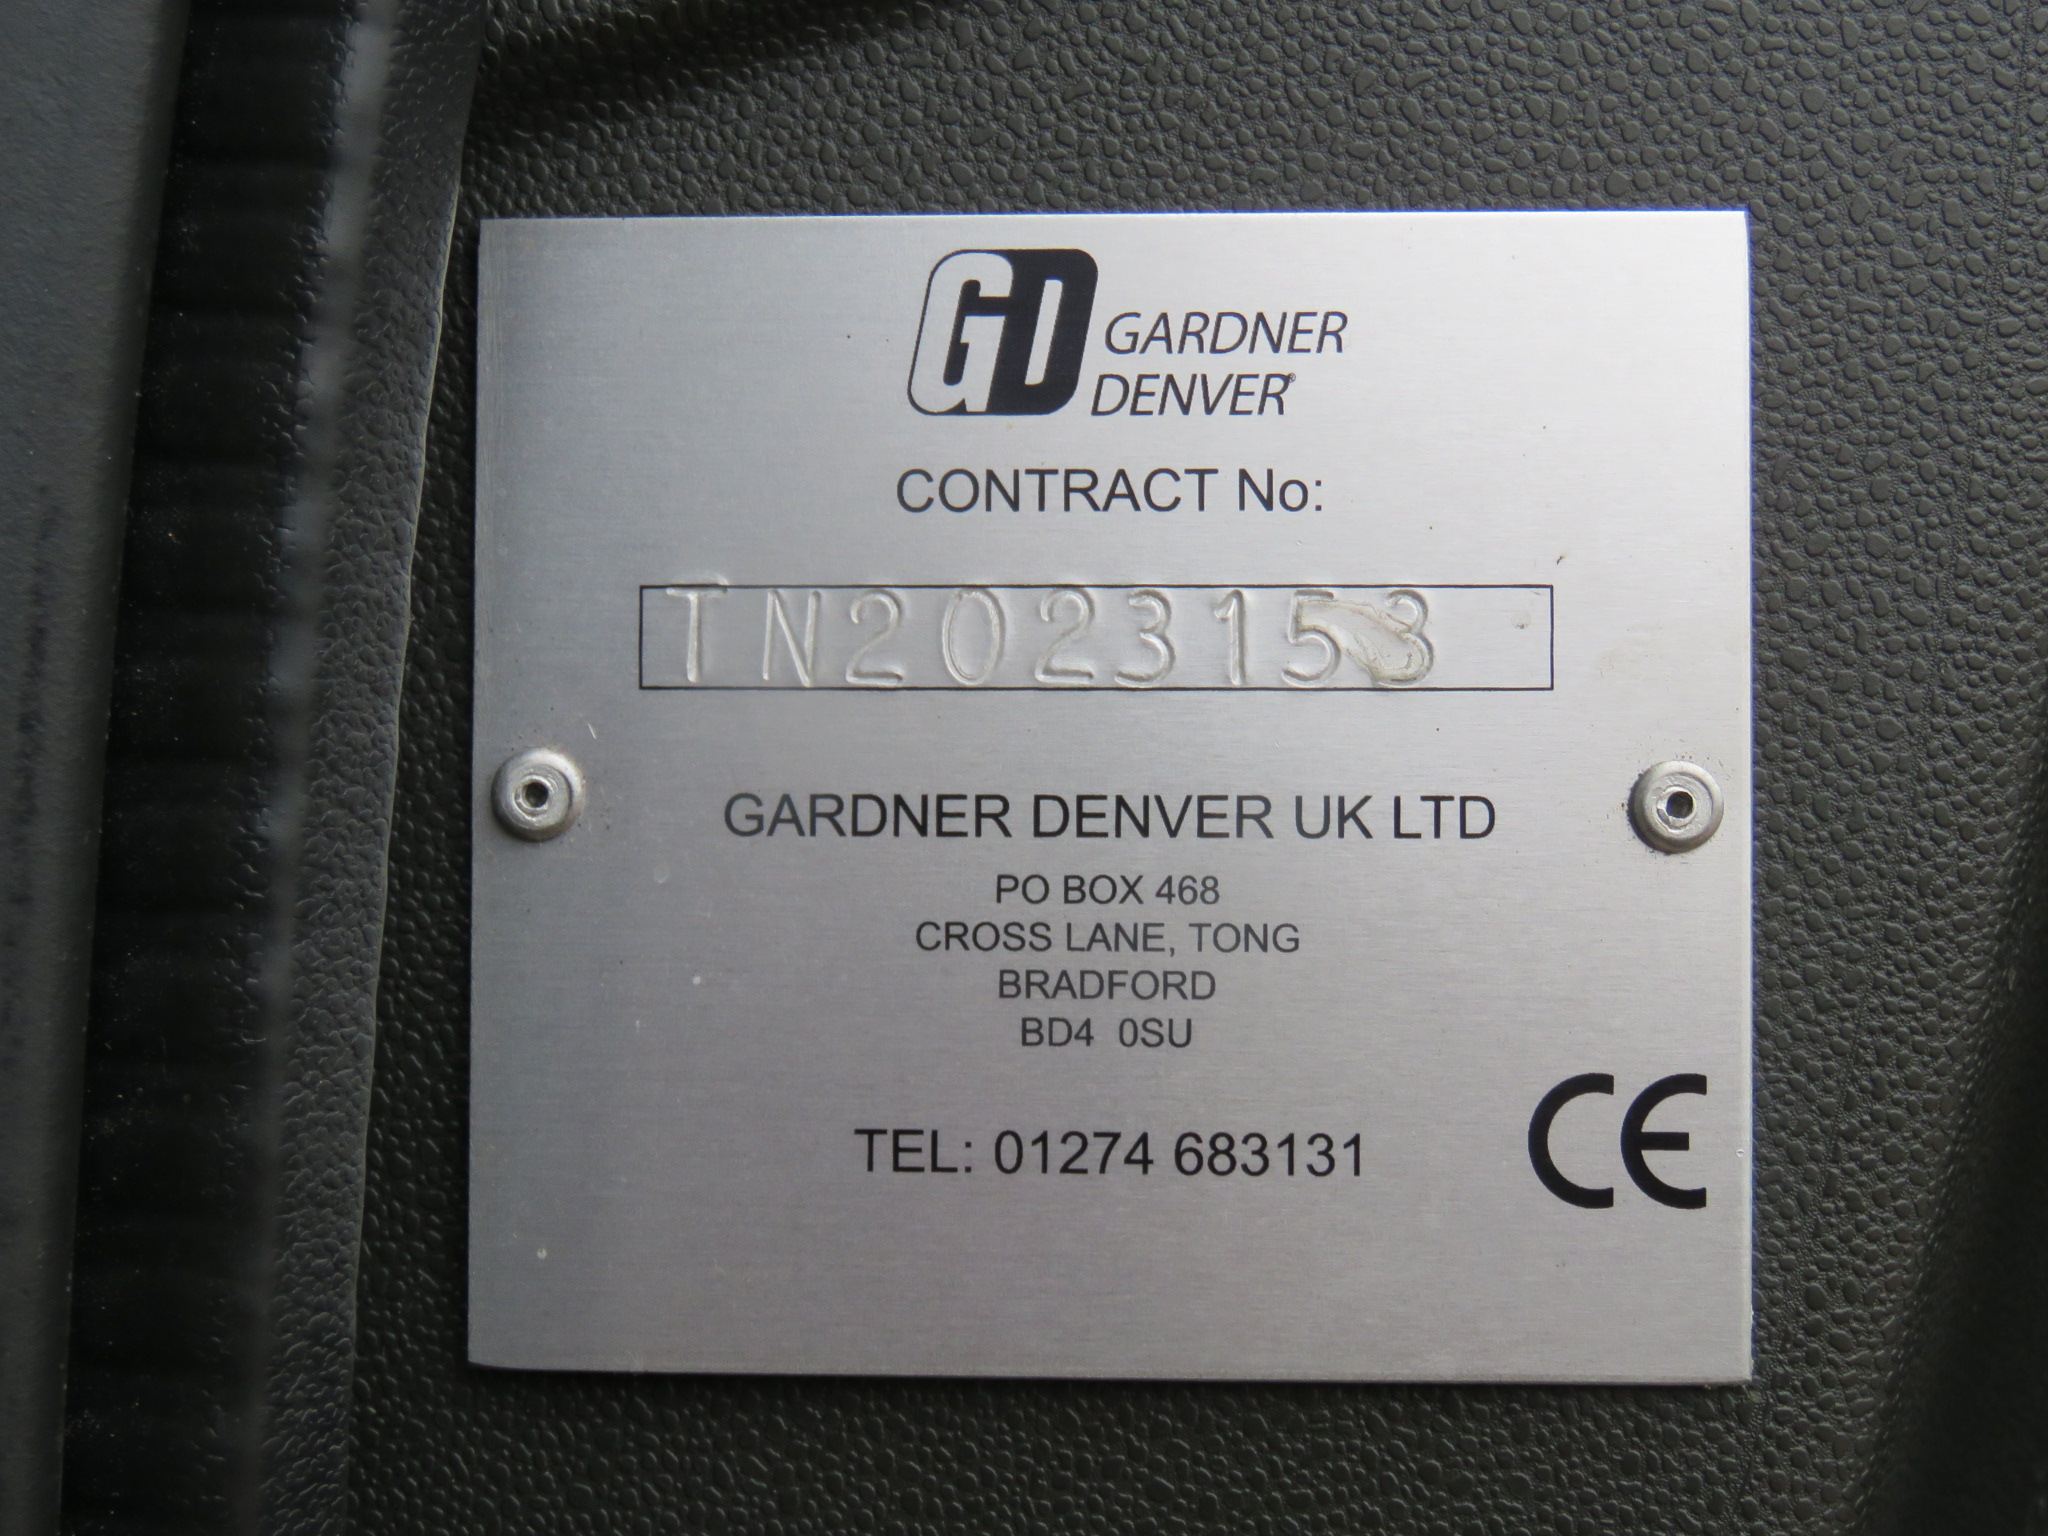 GD GARDNER
DENVER®
CONTRACT No:
TN2023153
GARDNER DENVER UK LTD
PO BOX 468
CROSS LANE, TONG
BRADFORD
BD4 0SU
TEL: 01274 683131
CE